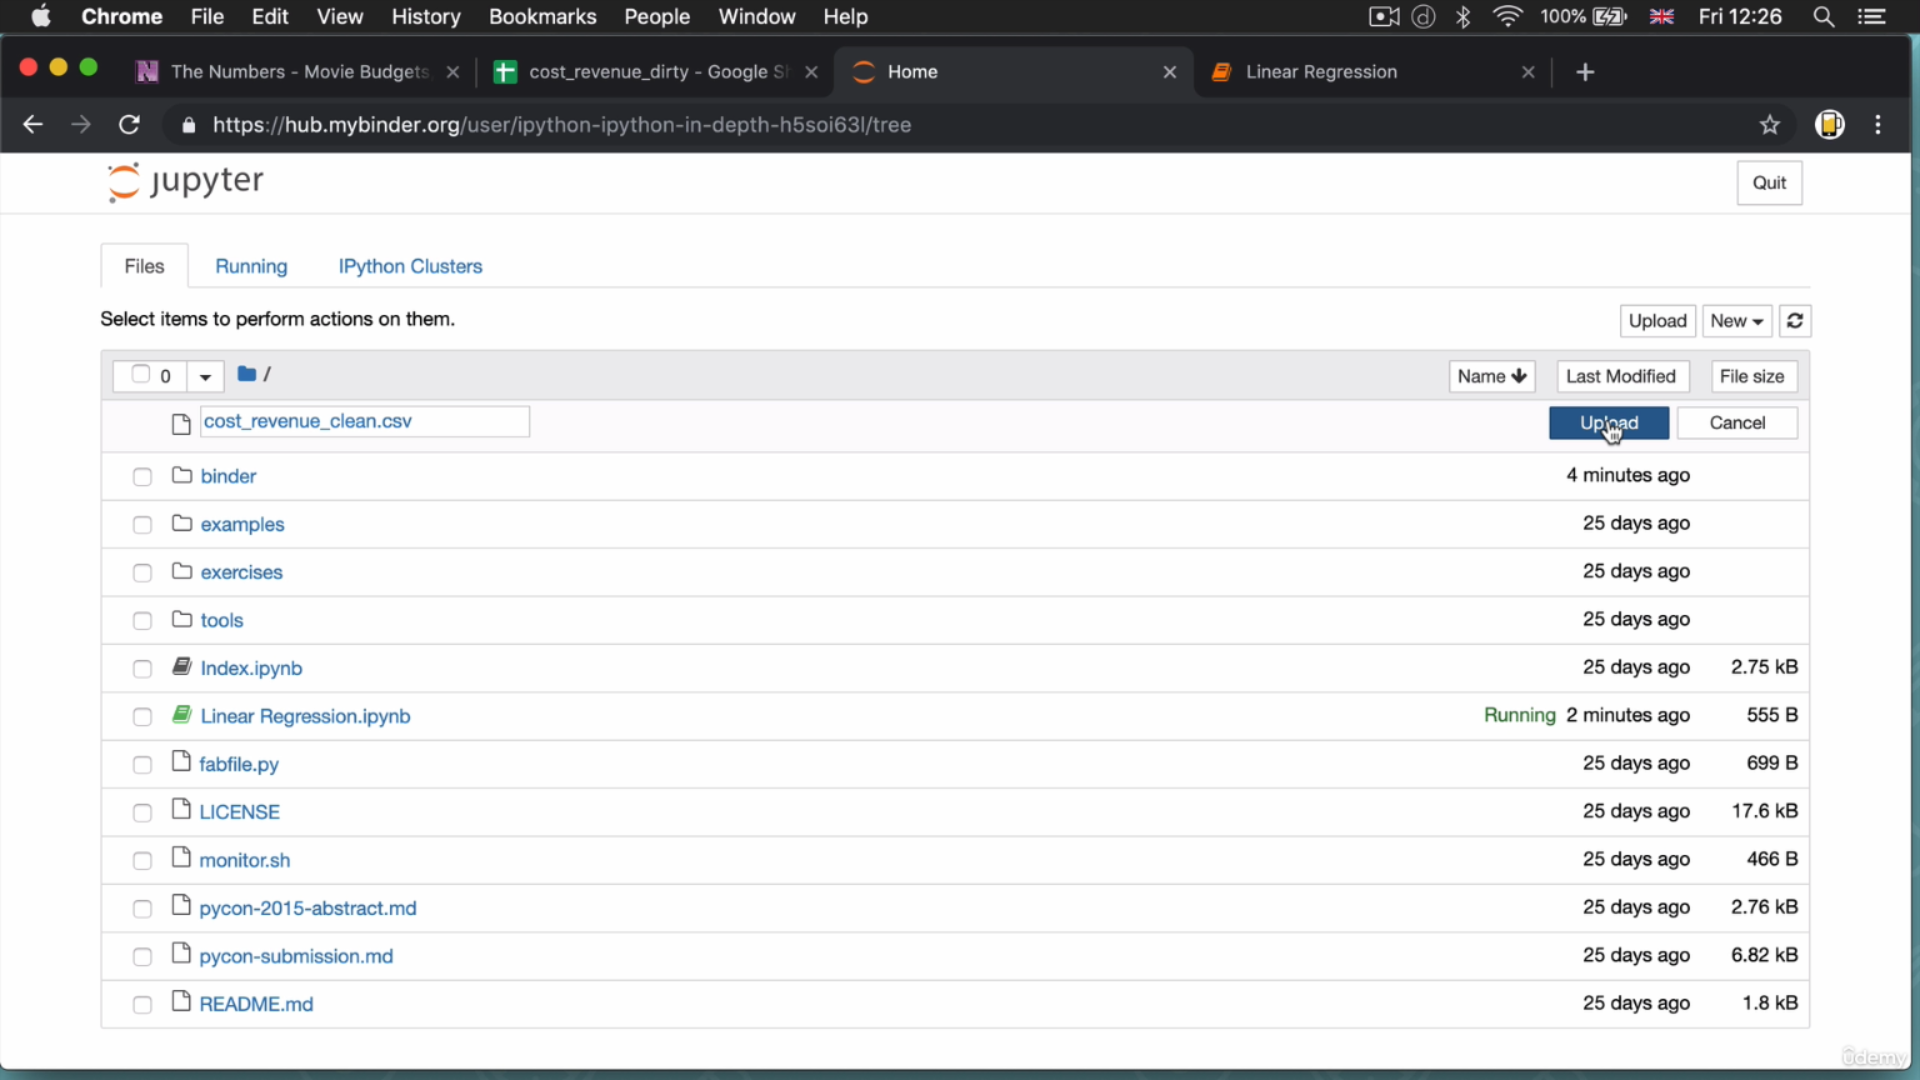 Chrome File Edit View History Bookmarks People Window Help 100% Fri 12:26
The Numbers - Movie Budgets cost_revenue_dirty - Google Sh Home Linear Regression
https://hub.mybinder.org/user/ipython-ipython-in-depth-h5soi63l/tree
jupyter Quit
Files Running IPython Clusters
Select items to perform actions on them. Upload New
0 / Name Last Modified File size
cost_revenue_clean.csv Upload Cancel
binder 4 minutes ago
examples 25 days ago
exercises 25 days ago
tools 25 days ago
Index.ipynb 25 days ago 2.75 kB
Linear Regression.ipynb Running 2 minutes ago 555 B
fabfile.py 25 days ago 699 B
LICENSE 25 days ago 17.6 kB
monitor.sh 25 days ago 466 B
pycon-2015-abstract.md 25 days ago 2.76 kB
pycon-submission.md 25 days ago 6.82 kB
README.md 25 days ago 1.8 kB
ûdemy